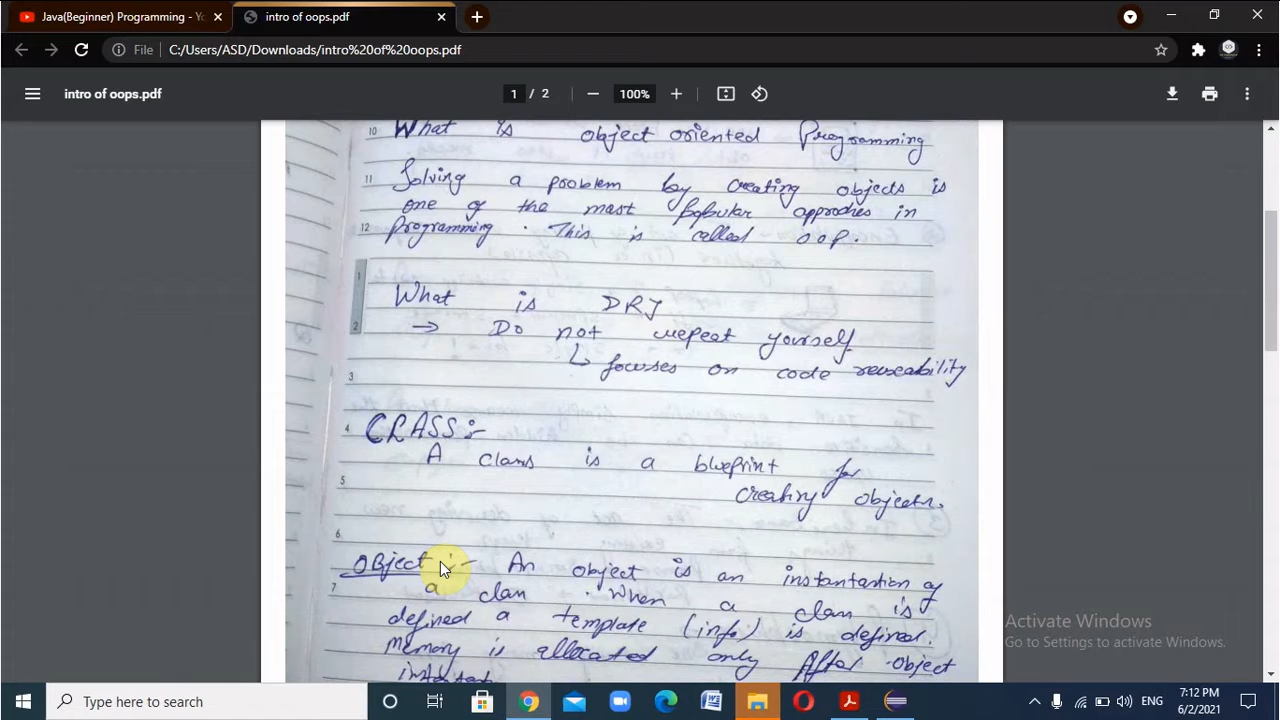 Java(Beginner) Programming - Yo
intro of oops.pdf
File
C:/Users/ASD/Downloads/intro%20of%20oops.pdf
intro of oops.pdf
1 / 2
100%
10 What is object oriented Programming
11 Solving a problem by creating objects is
one of the most Popular approches in
12 Programming. This is called OOP.
1
What is DRY
2 → Do not repeat yourself
↳ focuses on code reuseability
3
4 CLASS :-
A class is a blueprint for
5 creating objects.
6
OBject :- An object is an instantantion of
7 a class. When a class is
defined a template (info) is defined.
Memory is allocated only After object
Activate Windows
Go to Settings to activate Windows.
Type here to search
ENG
7:12 PM
6/2/2021